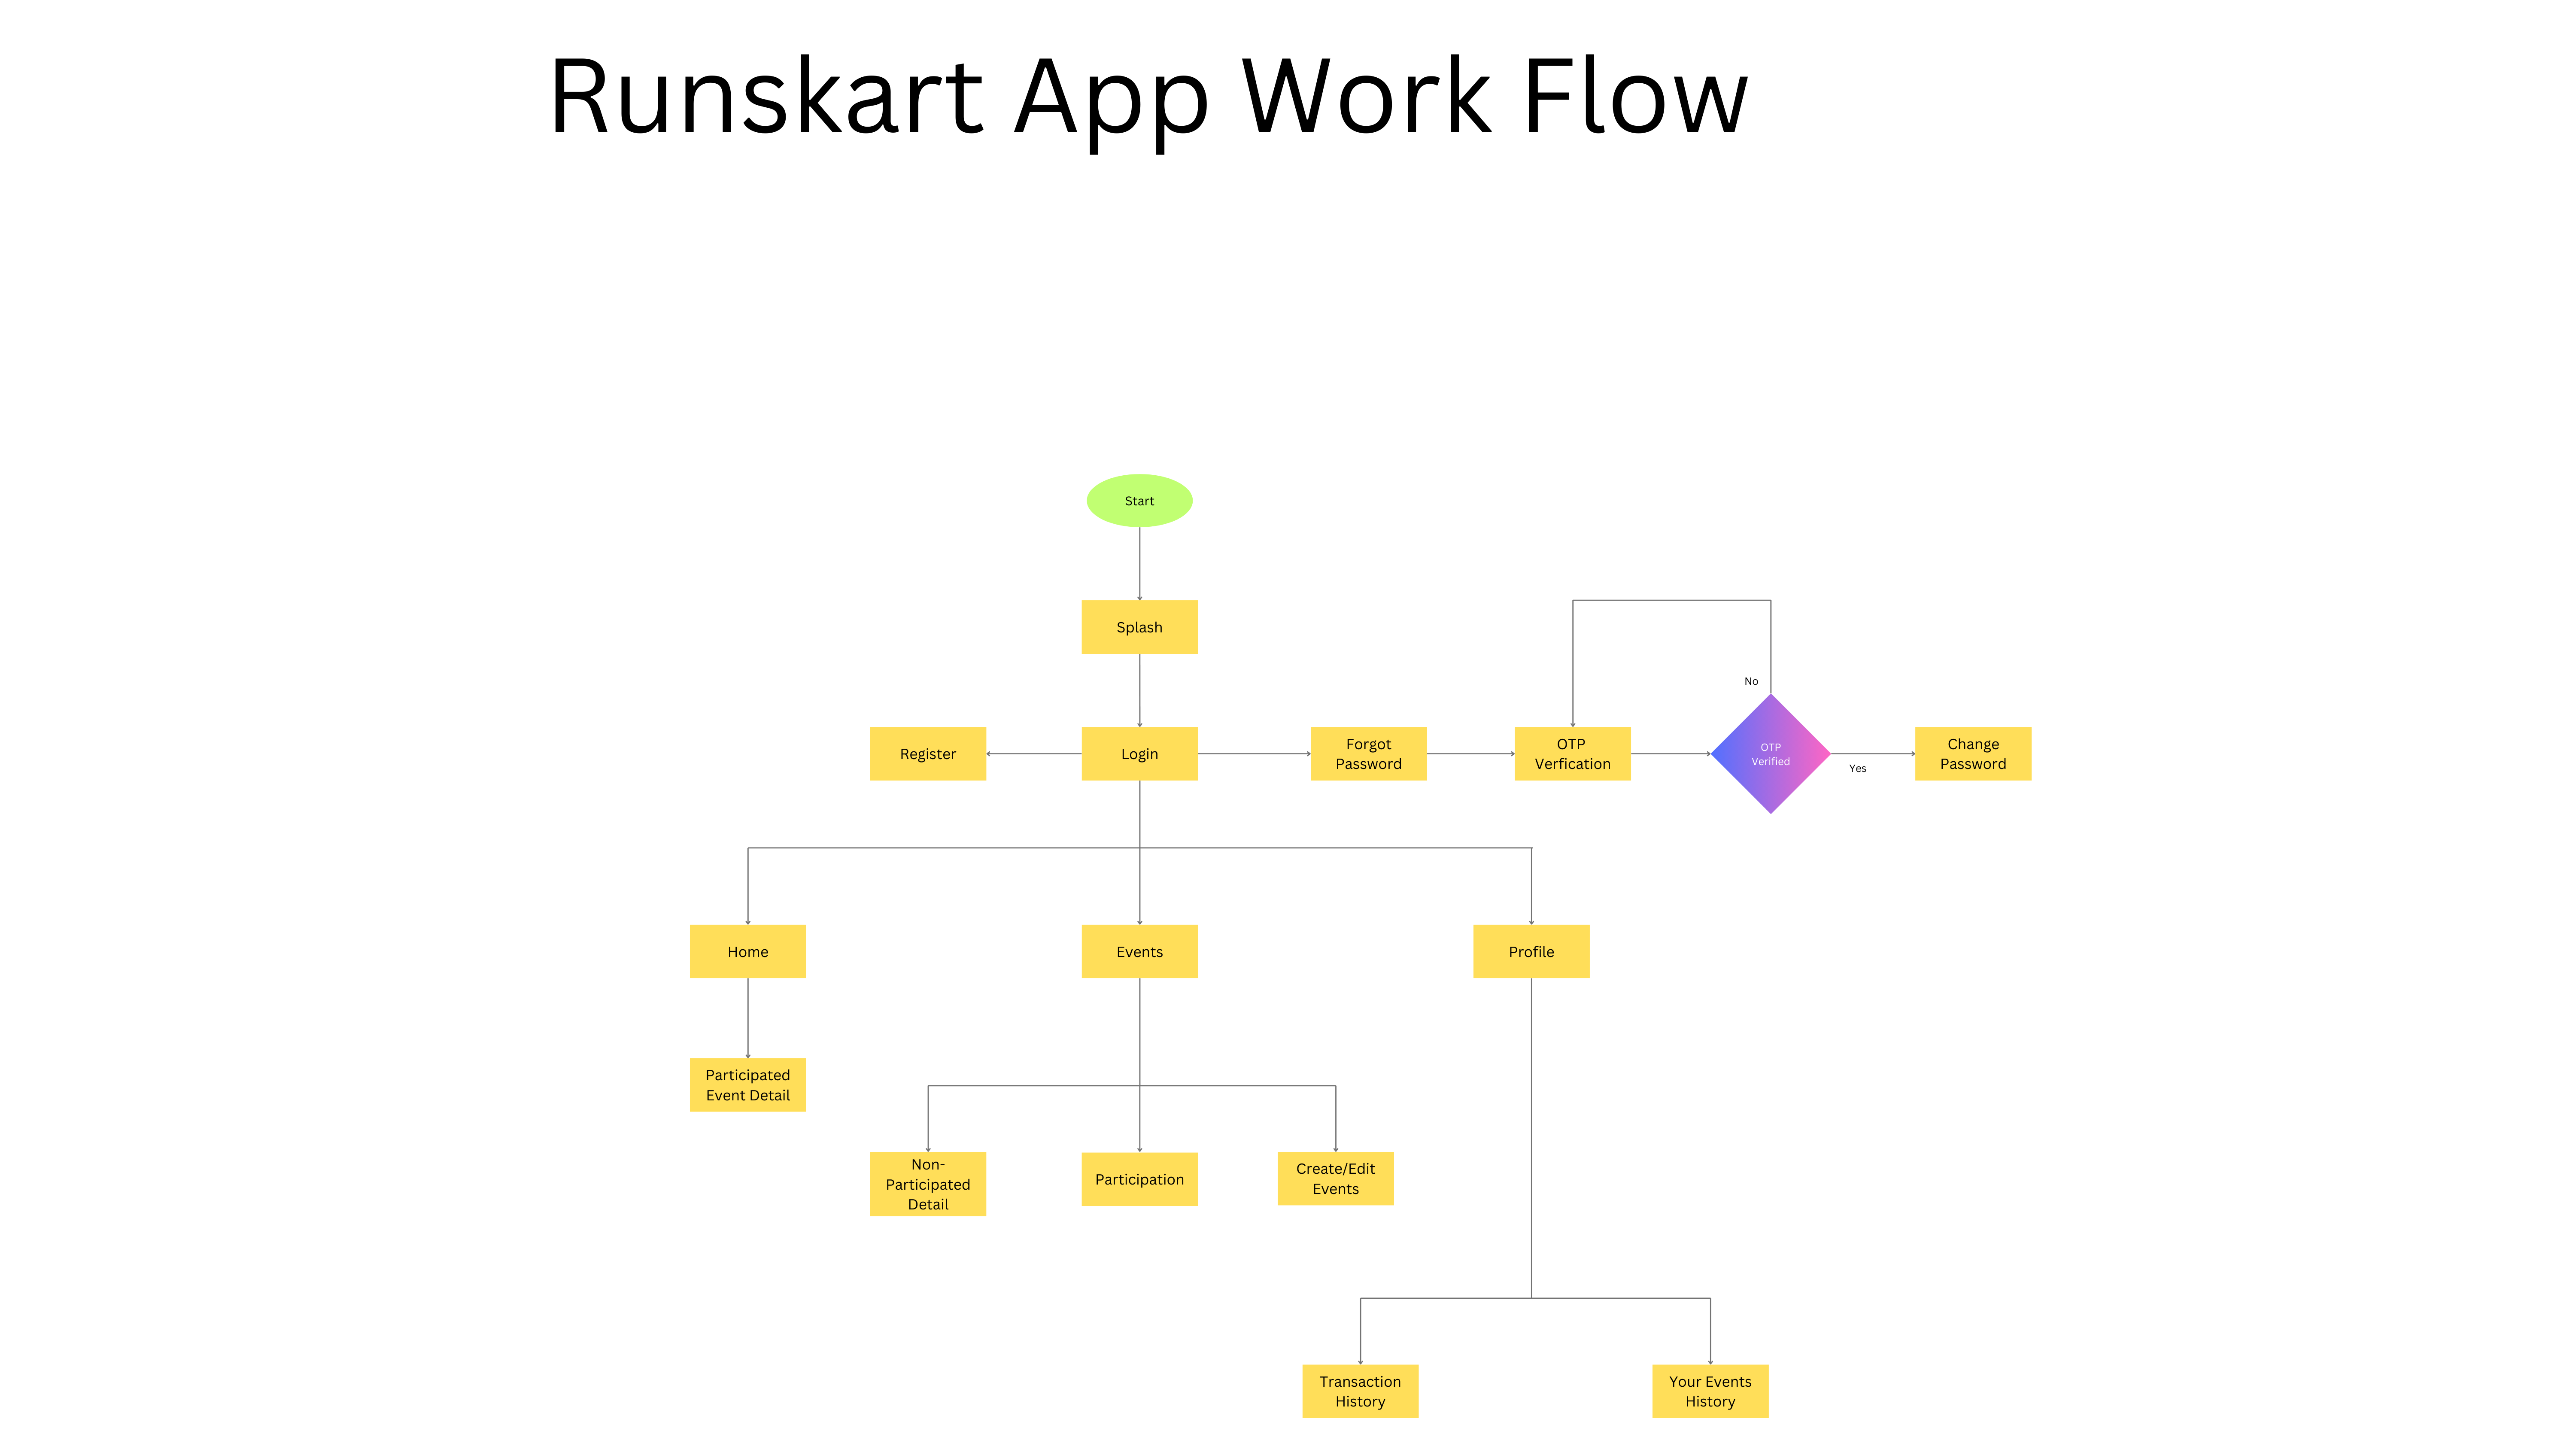 Runskart App Work Flow
Start
Splash
No
Register
Login
Forgot
Password
OTP
Verfication
OTP
Verified
Yes
Change
Password
Home
Events
Profile
Participated
Event Detail
Non-
Participated
Detail
Participation
Create/Edit
Events
Transaction
History
Your Events
History